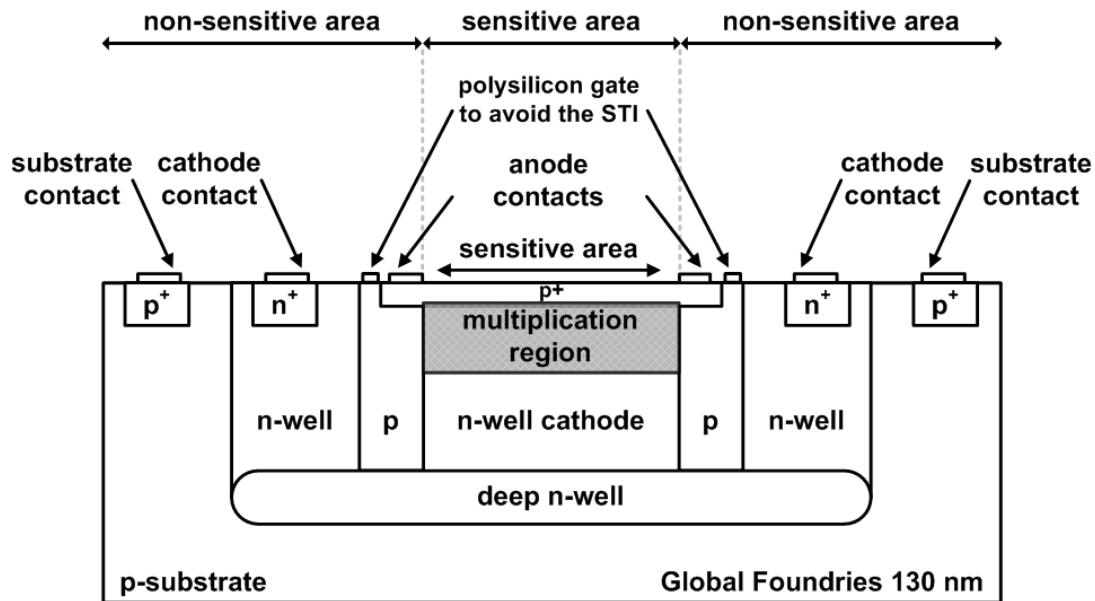 non-sensitive area
sensitive area
non-sensitive area
polysilicon gate
to avoid the STI
substrate
contact
cathode
contact
anode
contacts
cathode
contact
substrate
contact
sensitive area
p+
n+
p+
n+
p+
multiplication
region
n-well
p
n-well cathode
p
n-well
deep n-well
p-substrate
Global Foundries 130 nm